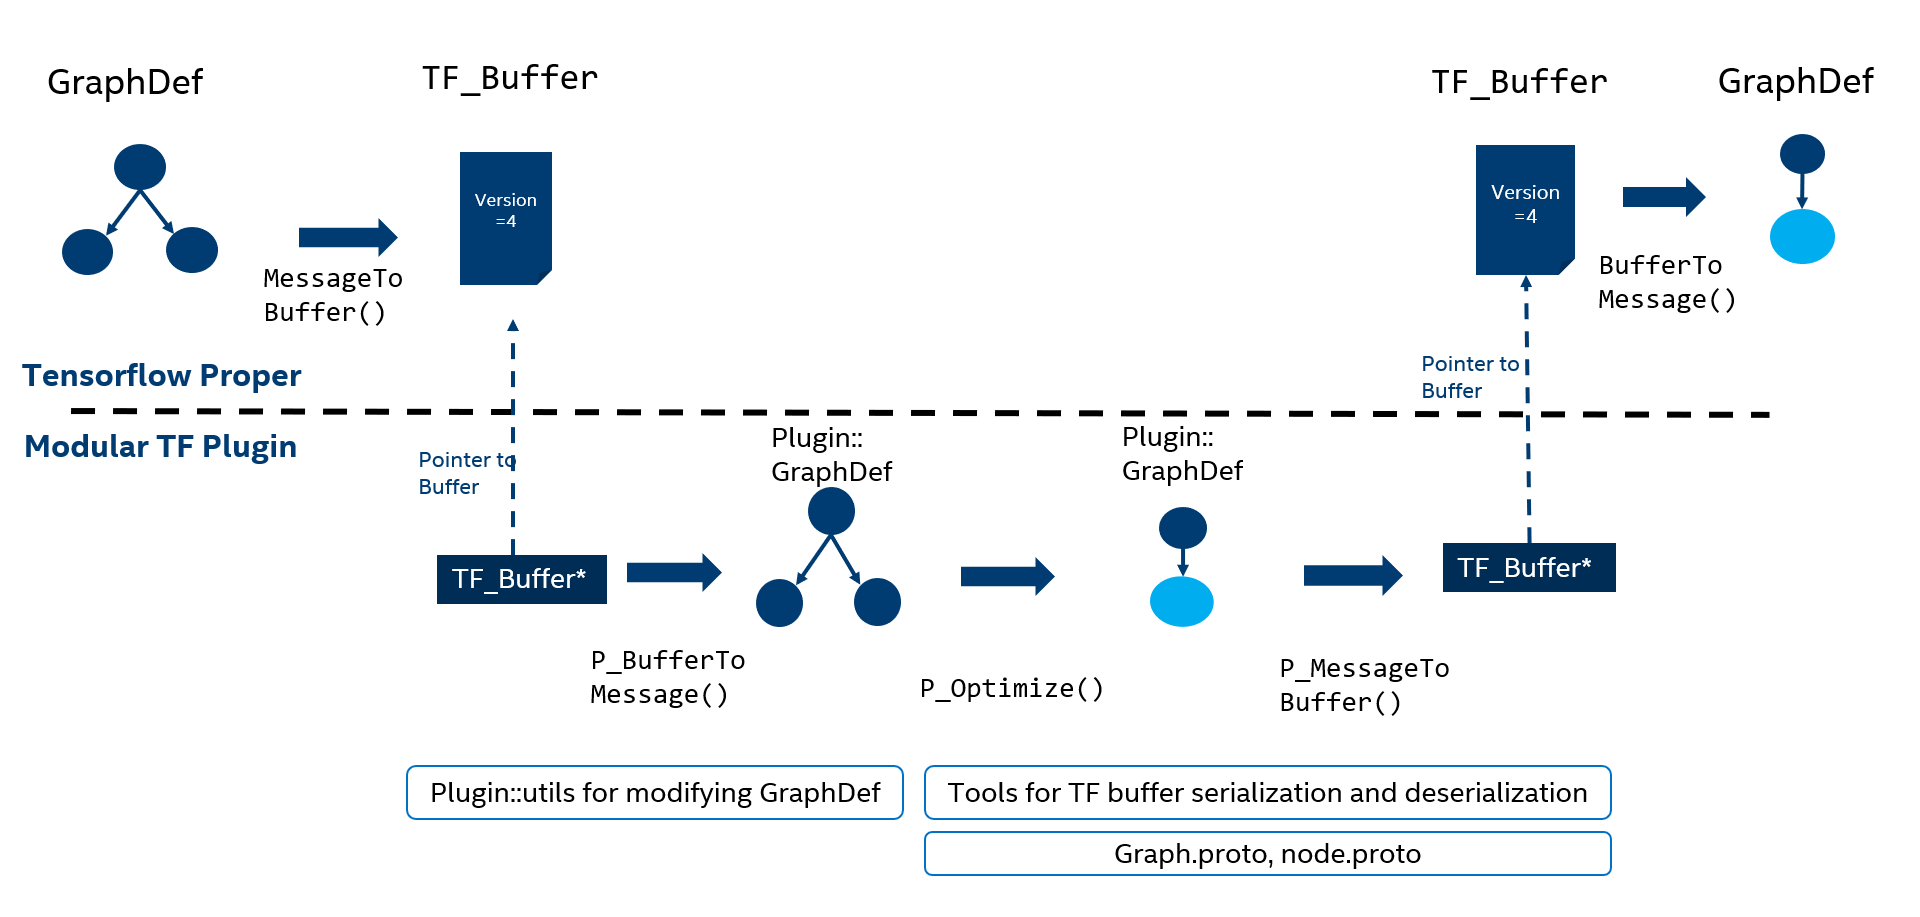 GraphDef
TF_Buffer
TF_Buffer
GraphDef
Version
=4
Version
=4
MessageTo
Buffer()
BufferTo
Message()
Tensorflow Proper
Pointer to
Buffer
Modular TF Plugin
Pointer to
Buffer
Plugin::
GraphDef
Plugin::
GraphDef
TF_Buffer*
TF_Buffer*
P_BufferTo
Message()
P_Optimize()
P_MessageTo
Buffer()
Plugin::utils for modifying GraphDef
Tools for TF buffer serialization and deserialization
Graph.proto, node.proto